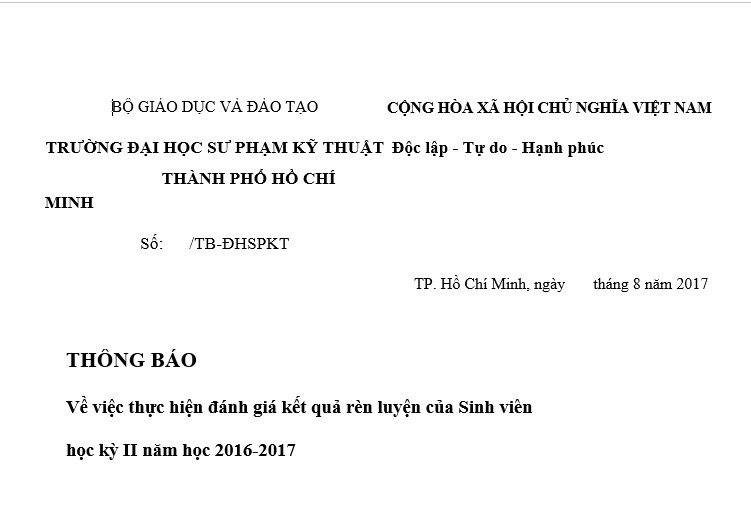 BỘ GIÁO DỤC VÀ ĐÀO TẠO CỘNG HÒA XÃ HỘI CHỦ NGHĨA VIỆT NAM
TRƯỜNG ĐẠI HỌC SƯ PHẠM KỸ THUẬT Độc lập - Tự do - Hạnh phúc
THÀNH PHỐ HỒ CHÍ
MINH
Số: /TB-ĐHSPKT
TP. Hồ Chí Minh, ngày tháng 8 năm 2017
THÔNG BÁO
Về việc thực hiện đánh giá kết quả rèn luyện của Sinh viên
học kỳ II năm học 2016-2017